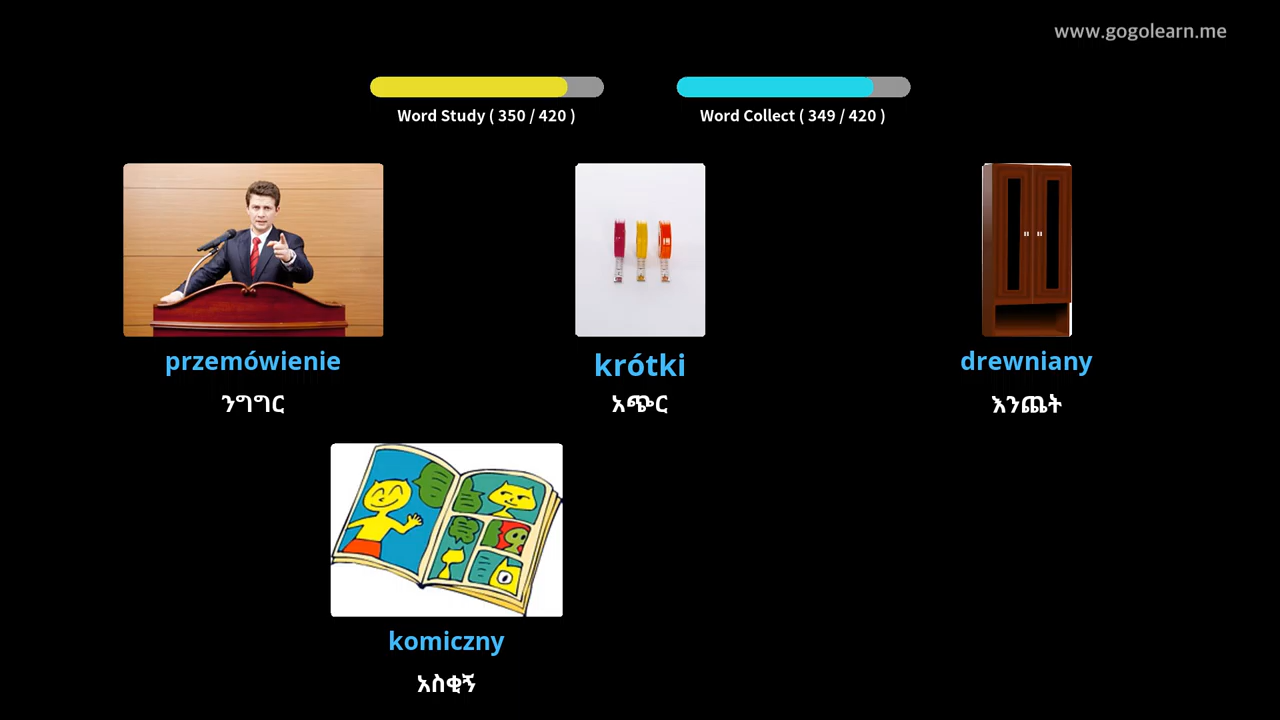 www.gogolearn.me
Word Study ( 350 / 420 )
Word Collect ( 349 / 420 )
przemówienie
ንግግር
krótki
አጭር
drewniany
እንጨት
komiczny
አስቂኝ